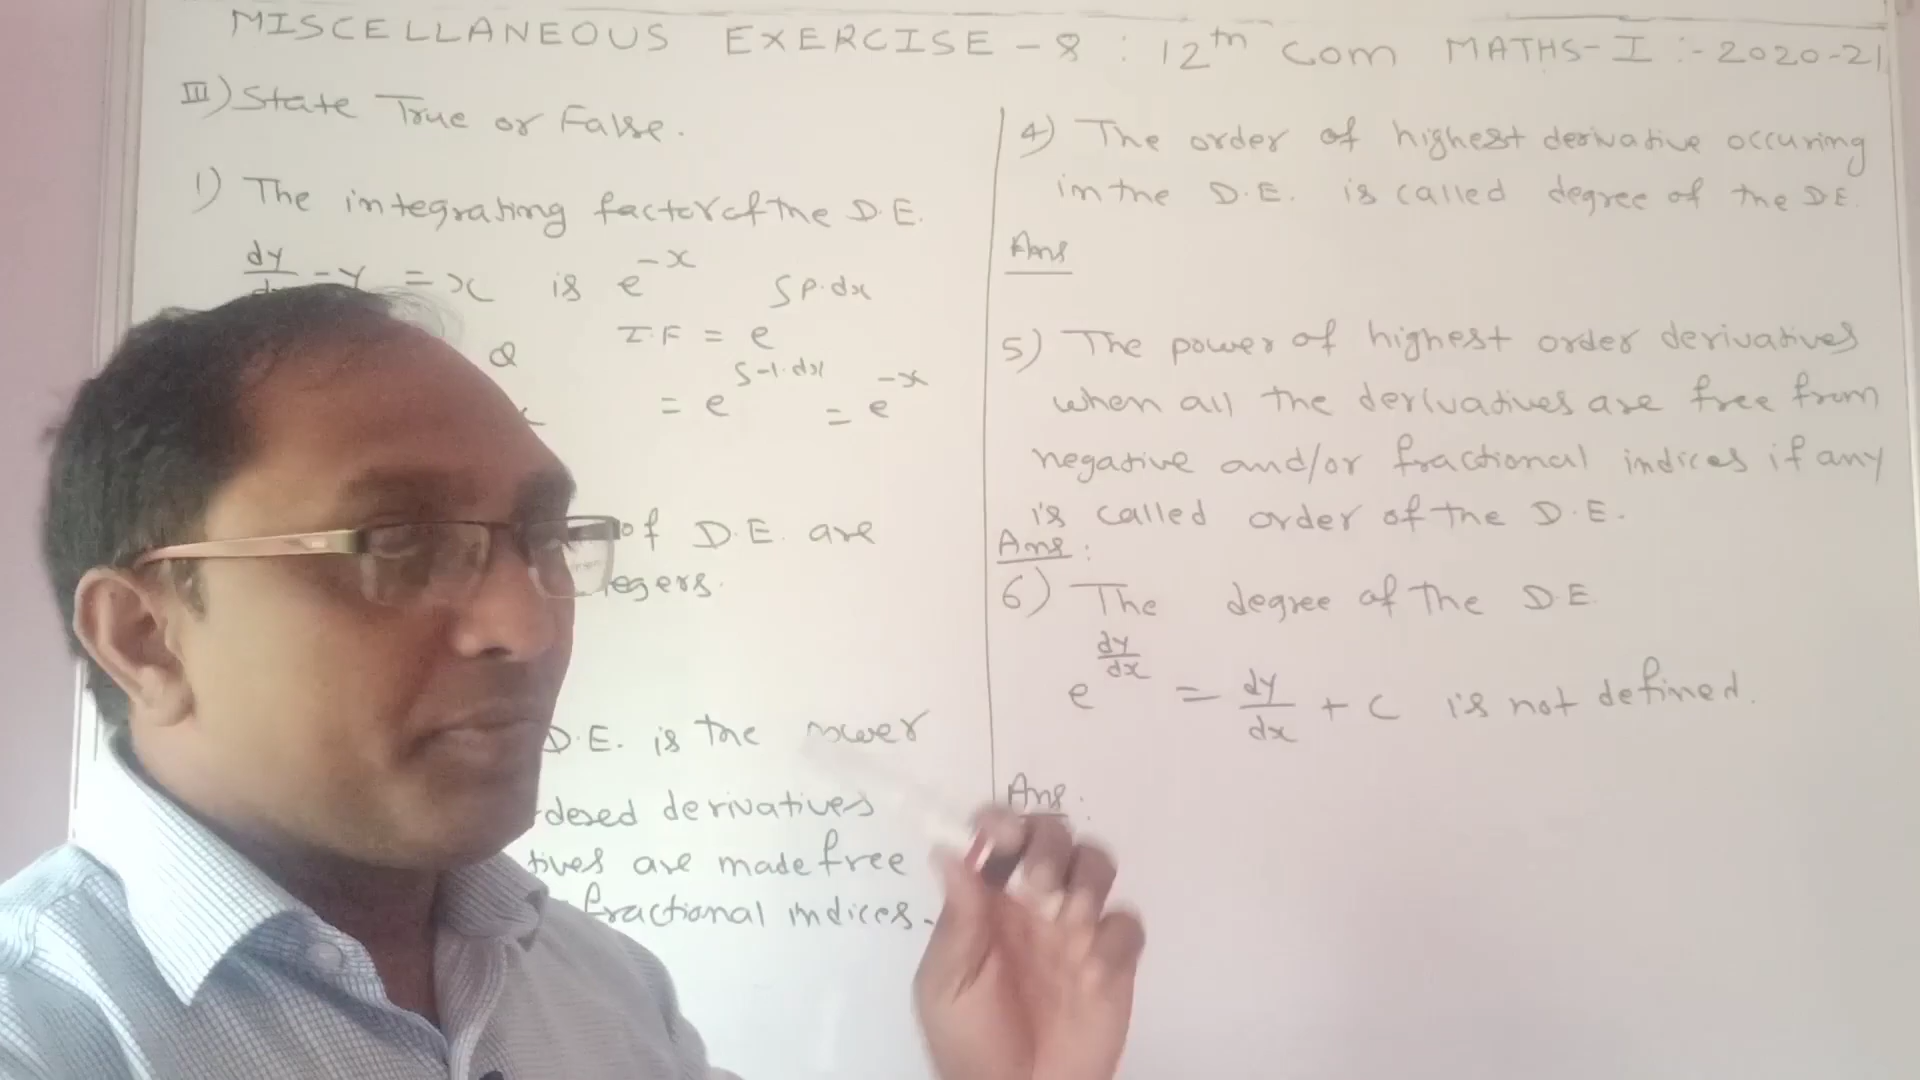 MISCELLANEOUS EXERCISE - 8 : 12th Com MATHS-I :- 2020-21
III) State True or False.
1) The integrating factor of the D.E.
dy/dx - y = x is e^-x
I.F = e^∫P.dx
Q
= e^∫-1.dx = e^-x
of D.E. are
egers.
D.E. is the power
dered derivatives
tives are made free
fractional indices.
4) The order of highest derivative occuring
in the D.E. is called degree of the D.E.
Ans
5) The power of highest order derivatives
when all the derivatives are free from
negative and/or fractional indices if any
is called order of the D.E.
Ans:
6) The degree of the D.E
e^dy/dx = dy/dx + c is not defined.
Ans: